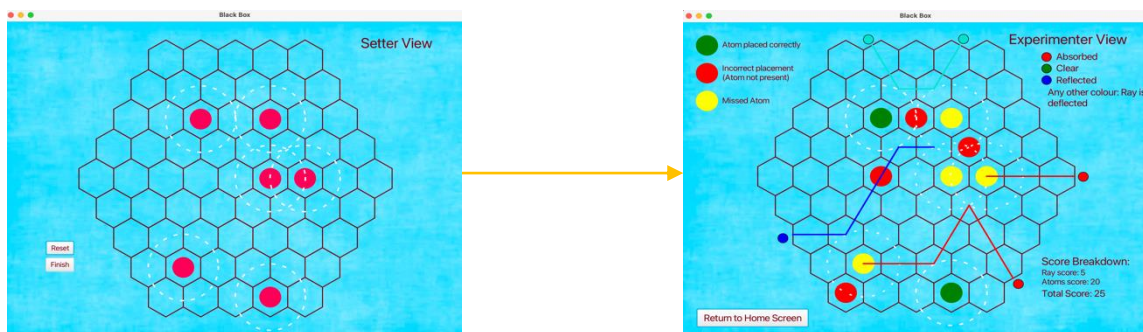 Black Box
Setter View
Reset
Finish
Black Box
Atom placed correctly
Incorrect placement
(Atom not present)
Missed Atom
Experimenter View
Absorbed
Clear
Reflected
Any other colour: Ray is
deflected
Score Breakdown:
Ray score: 5
Atoms score: 20
Total Score: 25
Return to Home Screen